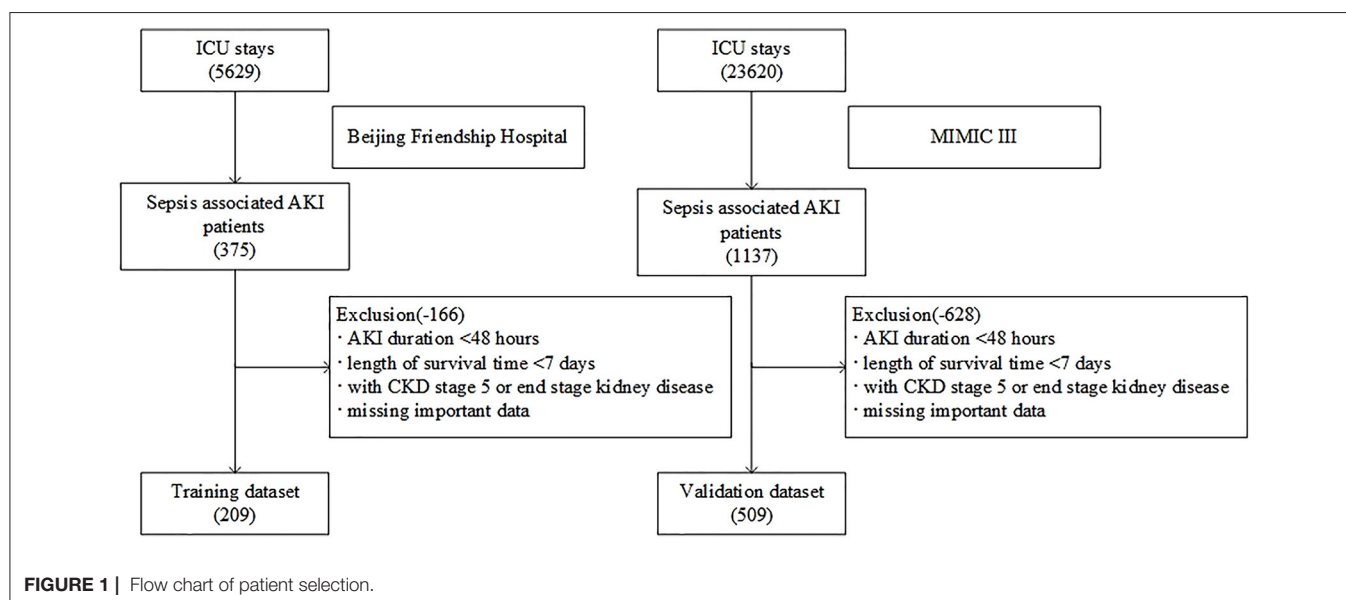 ICU stays
(5629)
Beijing Friendship Hospital
Sepsis associated AKI
patients
(375)
Exclusion(-166)
· AKI duration <48 hours
· length of survival time <7 days
· with CKD stage 5 or end stage kidney disease
· missing important data
Training dataset
(209)
ICU stays
(23620)
MIMIC III
Sepsis associated AKI
patients
(1137)
Exclusion(-628)
· AKI duration <48 hours
· length of survival time <7 days
· with CKD stage 5 or end stage kidney disease
· missing important data
Validation dataset
(509)
FIGURE 1 | Flow chart of patient selection.